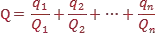 Q = q₁/Q₁ + q₂/Q₂ + ⋯ + qₙ/Qₙ